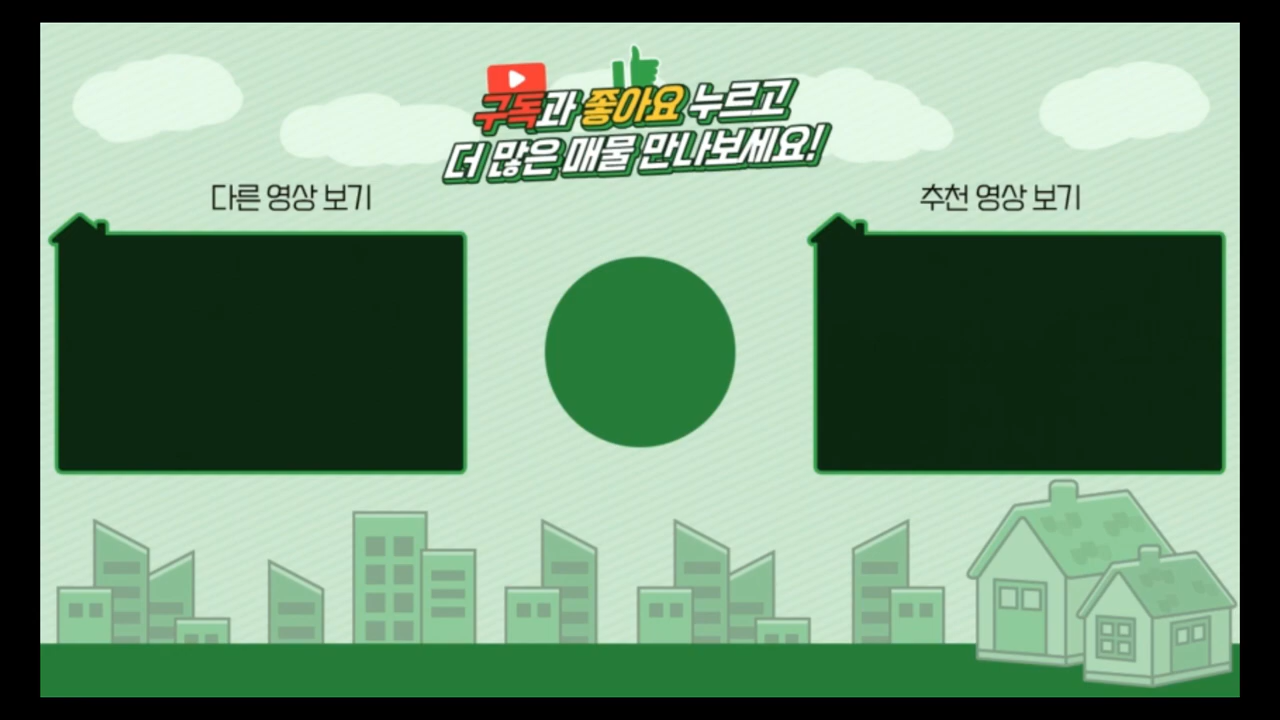 구독과 좋아요 누르고
더 많은 매물 만나보세요!
다른 영상 보기
추천 영상 보기